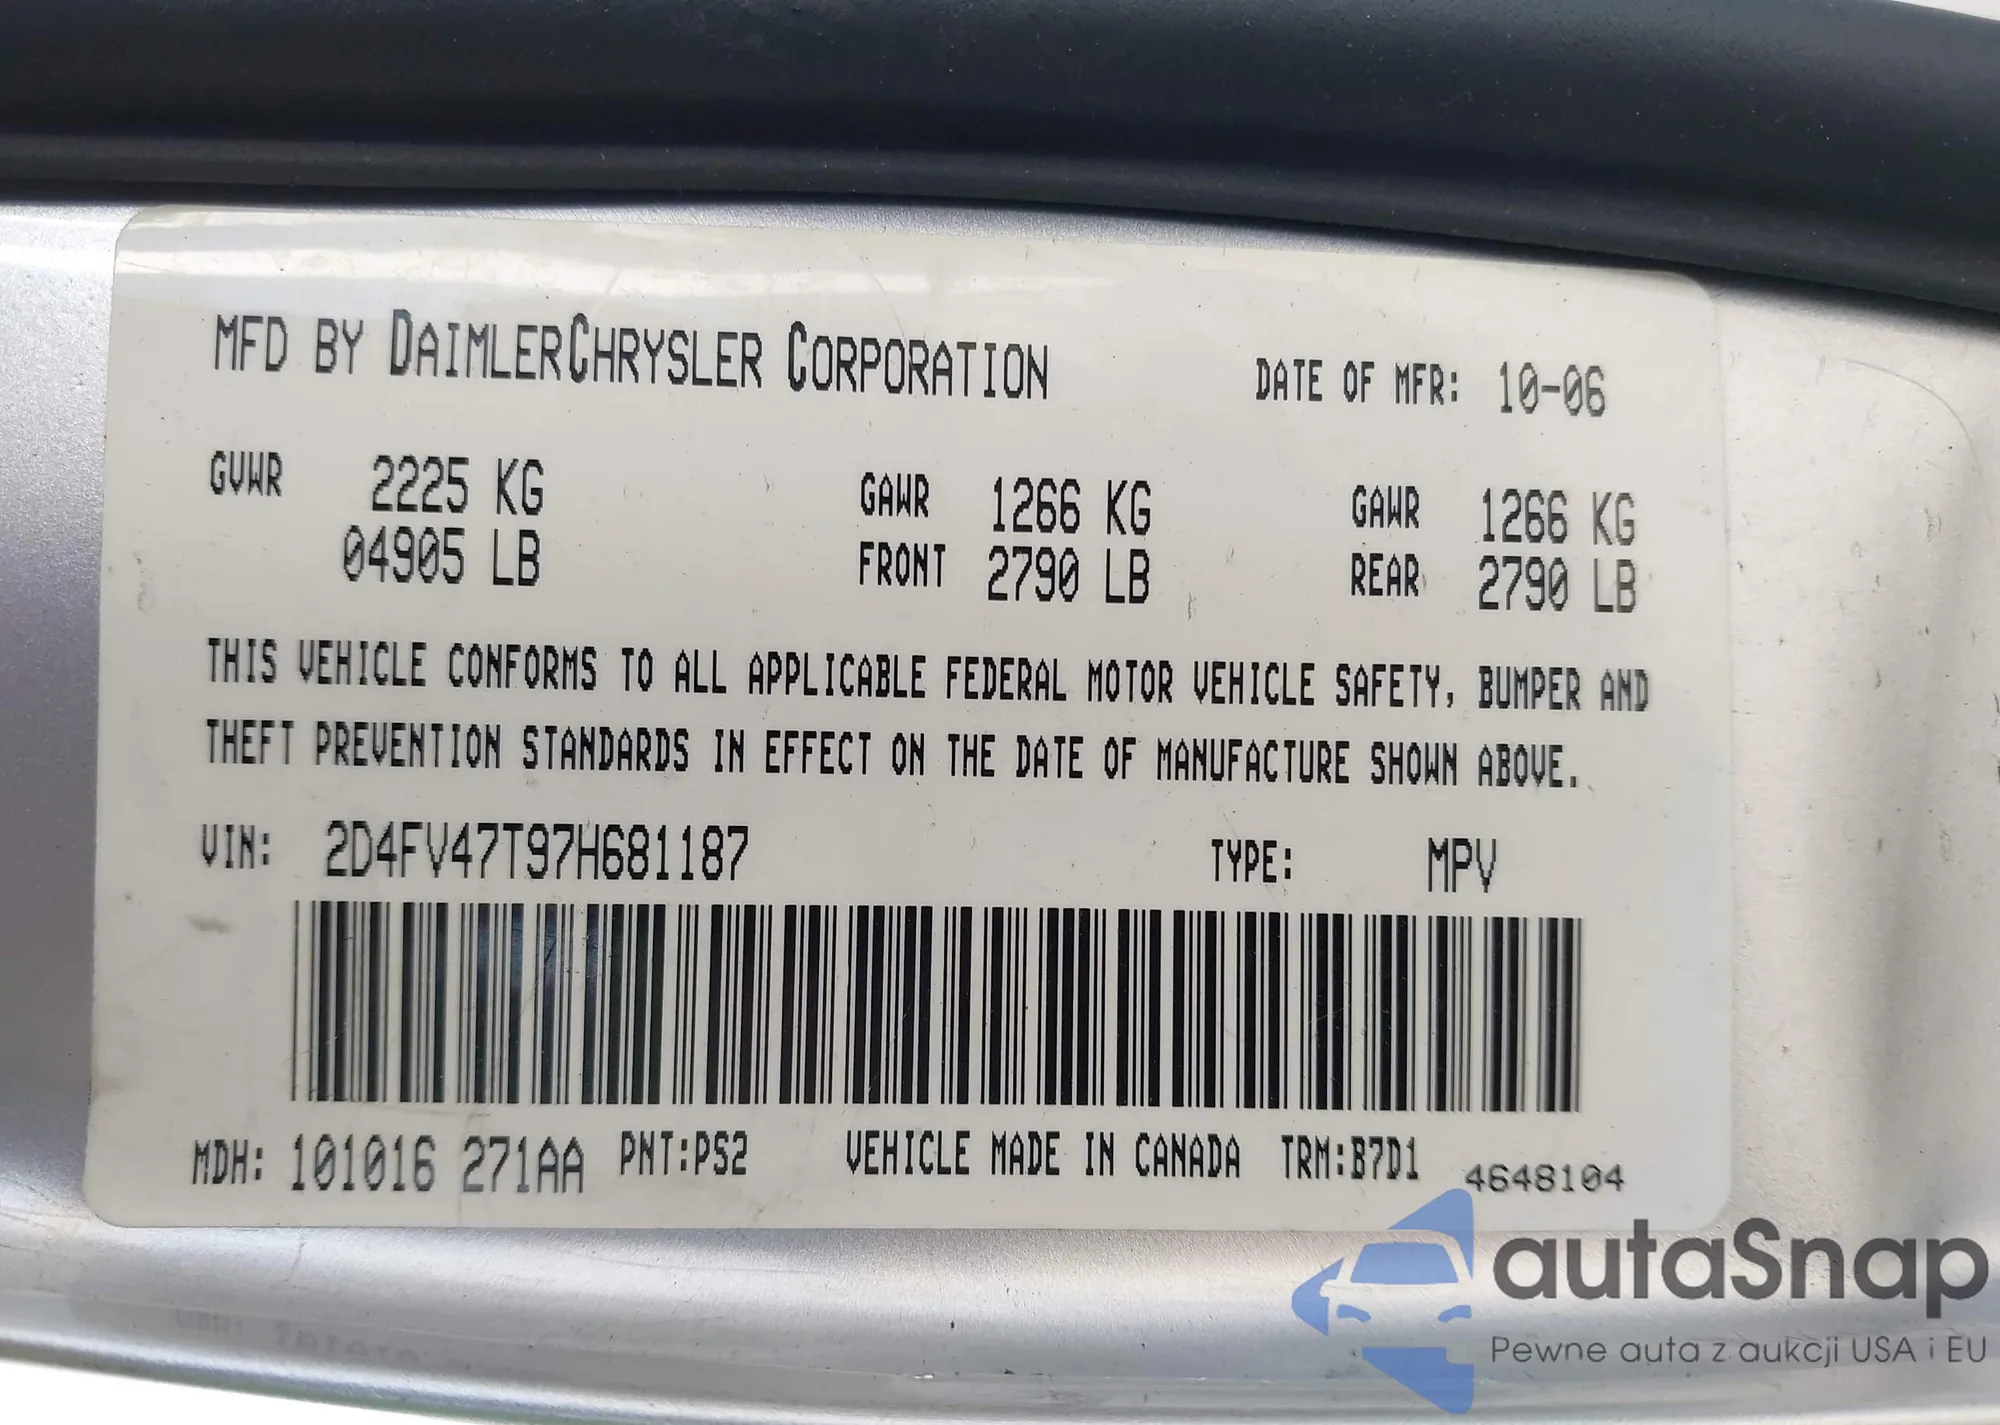 MFD BY DAIMLERCHRYSLER CORPORATION DATE OF MFR: 10-06
GVWR 2225 KG GAWR 1266 KG GAWR 1266 KG
04905 LB FRONT 2790 LB REAR 2790 LB
THIS VEHICLE CONFORMS TO ALL APPLICABLE FEDERAL MOTOR VEHICLE SAFETY, BUMPER AND
THEFT PREVENTION STANDARDS IN EFFECT ON THE DATE OF MANUFACTURE SHOWN ABOVE.
VIN: 2D4FV47T97H681187 TYPE: MPV
MDH: 101016 271AA PNT:PS2 VEHICLE MADE IN CANADA TRM:B7D1 4648104
autaSnap
Pewne auta z aukcji USA i EU